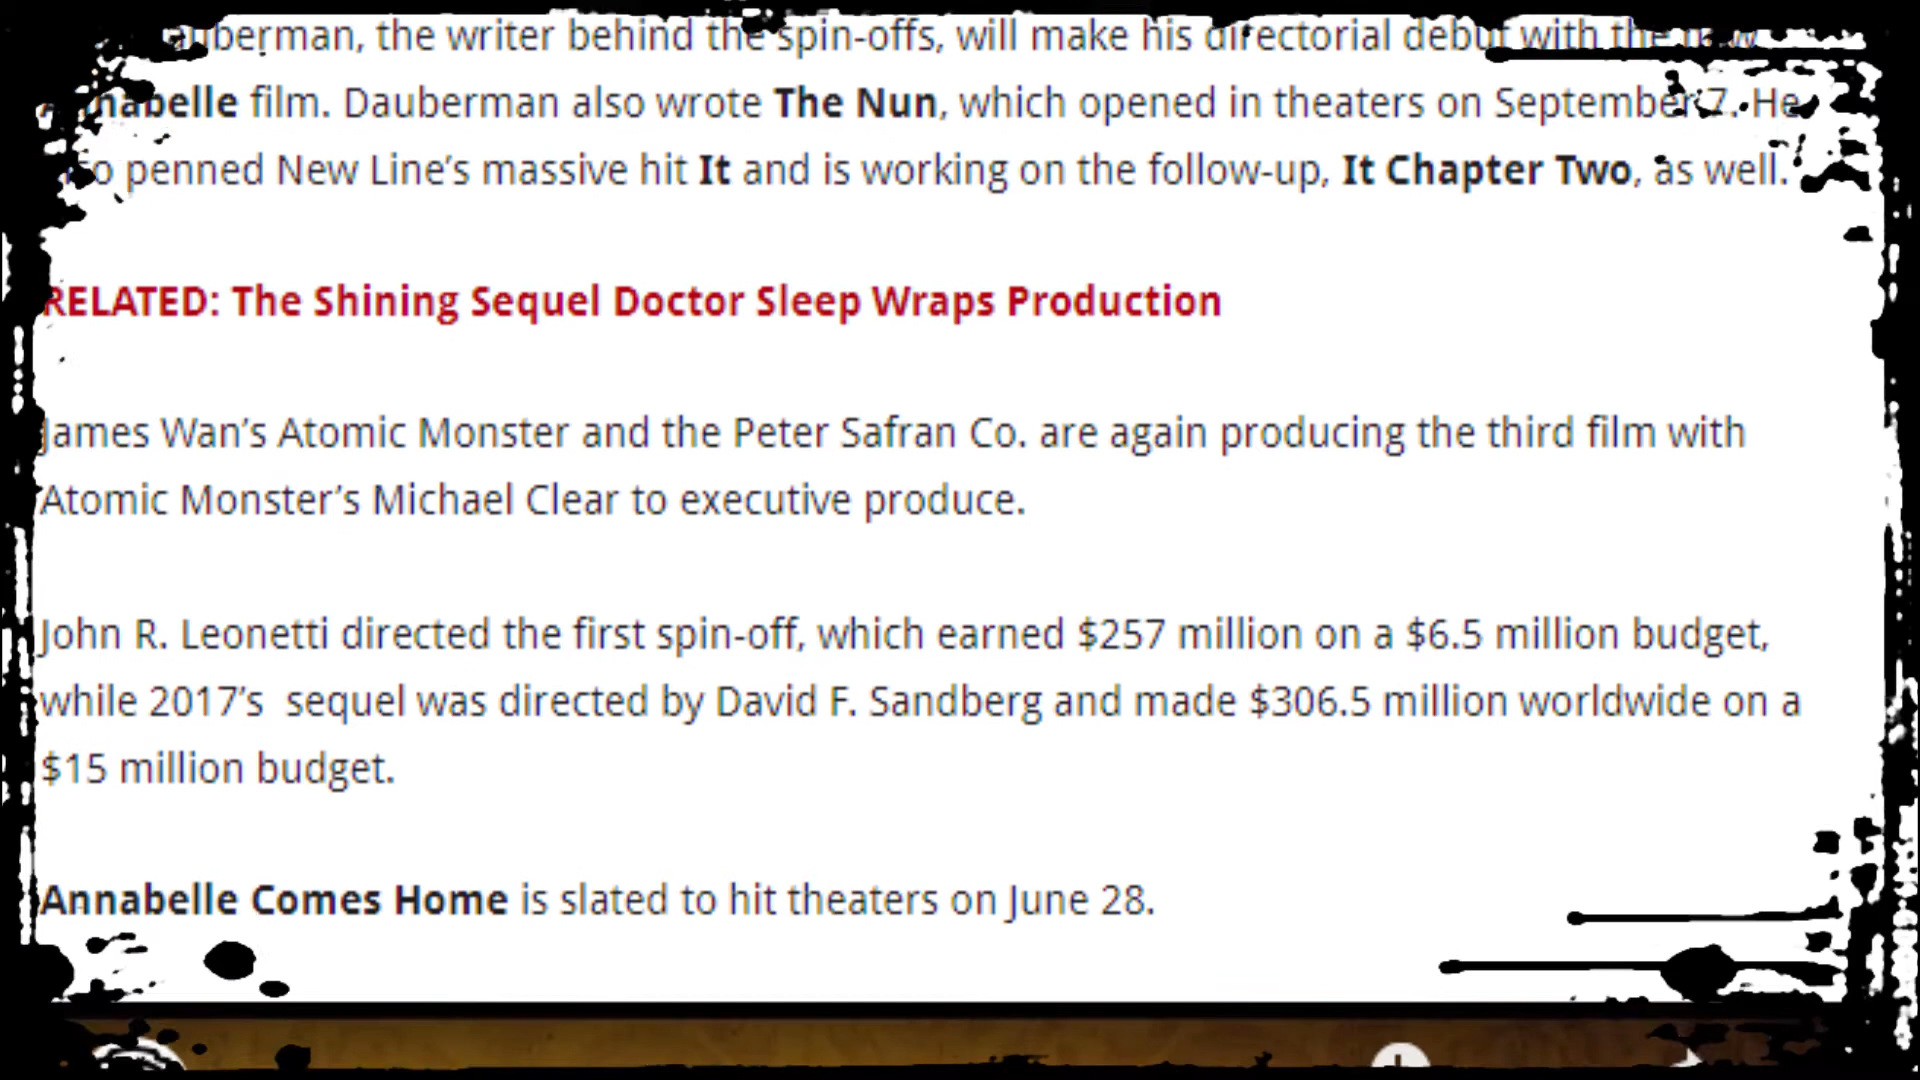 the writer behind the spin-offs, will make his directorial debut with the
Annabelle film. Dauberman also wrote The Nun, which opened in theaters on September 7. He
penned New Line’s massive hit It and is working on the follow-up, It Chapter Two, as well.
RELATED: The Shining Sequel Doctor Sleep Wraps Production
James Wan’s Atomic Monster and the Peter Safran Co. are again producing the third film with
Atomic Monster’s Michael Clear to executive produce.
John R. Leonetti directed the first spin-off, which earned $257 million on a $6.5 million budget,
while 2017’s sequel was directed by David F. Sandberg and made $306.5 million worldwide on a
$15 million budget.
Annabelle Comes Home is slated to hit theaters on June 28.